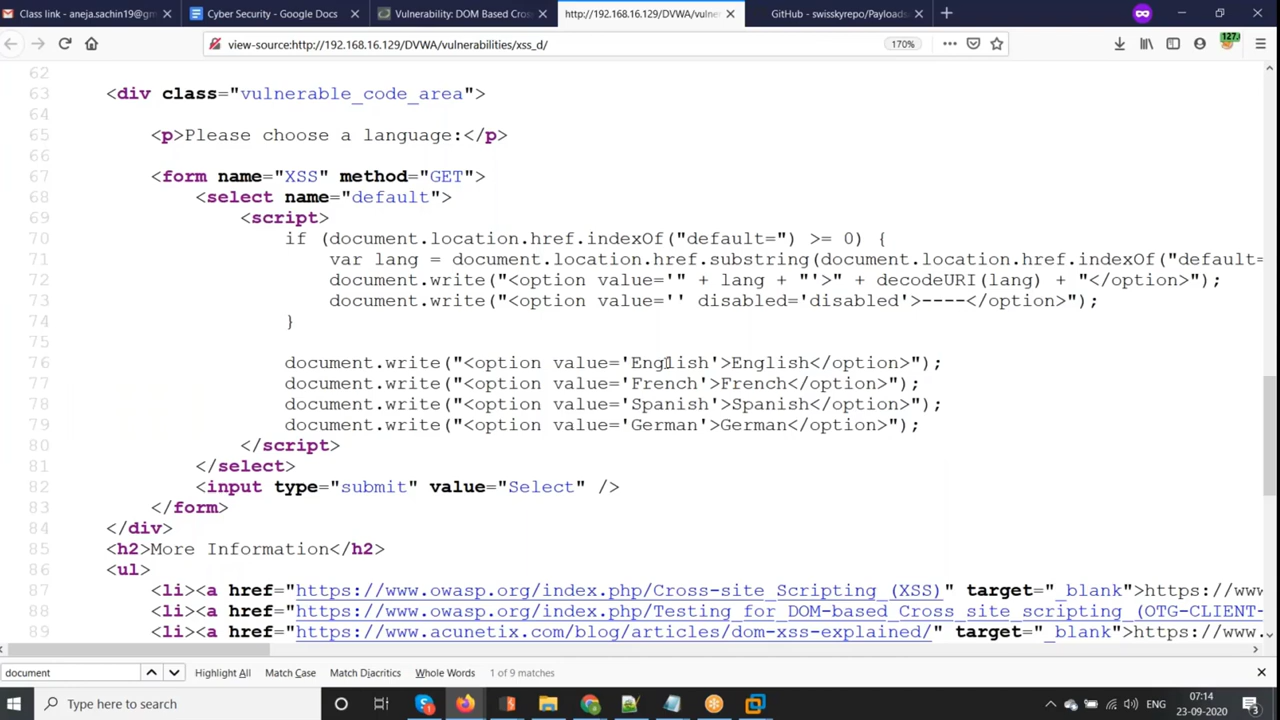 Class link - aneja.sachin19@gm
Cyber Security - Google Docs
Vulnerability: DOM Based Cros
http://192.168.16.129/DVWA/vulner
GitHub - swisskyrepo/Payloads
view-source:http://192.168.16.129/DVWA/vulnerabilities/xss_d/
170%
127.
62
63 <div class="vulnerable_code_area">
64
65 <p>Please choose a language:</p>
66
67 <form name="XSS" method="GET">
68 <select name="default">
69 <script>
70 if (document.location.href.indexOf("default=") >= 0) {
71 var lang = document.location.href.substring(document.location.href.indexOf("default=
72 document.write("<option value='" + lang + "'>" + decodeURI(lang) + "</option>");
73 document.write("<option value='' disabled='disabled'>----</option>");
74 }
75
76 document.write("<option value='English'>English</option>");
77 document.write("<option value='French'>French</option>");
78 document.write("<option value='Spanish'>Spanish</option>");
79 document.write("<option value='German'>German</option>");
80 </script>
81 </select>
82 <input type="submit" value="Select" />
83 </form>
84 </div>
85 <h2>More Information</h2>
86 <ul>
87 <li><a href="https://www.owasp.org/index.php/Cross-site_Scripting_(XSS)" target="_blank">https://www
88 <li><a href="https://www.owasp.org/index.php/Testing_for_DOM-based_Cross_site_scripting_(OTG-CLIENT-
89 <li><a href="https://www.acunetix.com/blog/articles/dom-xss-explained/" target="_blank">https://www.
document
Highlight All Match Case Match Diacritics Whole Words 1 of 9 matches
Type here to search
ENG
07:14
23-09-2020
3